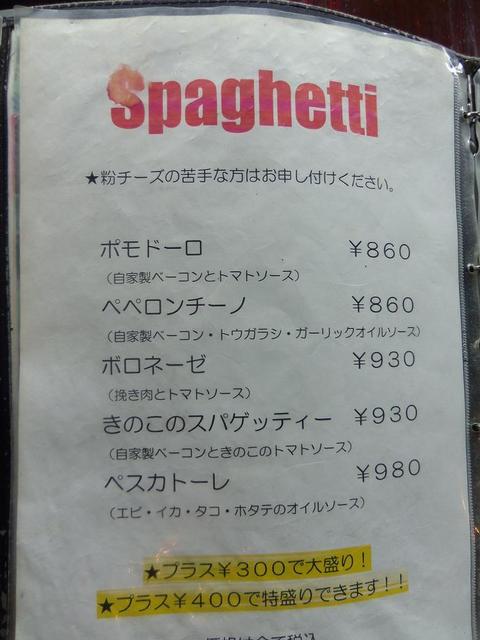 Spaghetti
★粉チーズの苦手な方はお申し付けください。
ポモドーロ ￥860
（自家製ベーコンとトマトソース）
ペペロンチーノ ￥860
（自家製ベーコン・トウガラシ・ガーリックオイルソース）
ボロネーゼ ￥930
（挽き肉とトマトソース）
きのこのスパゲッティー ￥930
（自家製ベーコンときのこのトマトソース）
ペスカトーレ ￥980
（エビ・イカ・タコ・ホタテのオイルソース）
★プラス￥300で大盛り！
★プラス￥400で特盛りできます！！
価格は全て税込